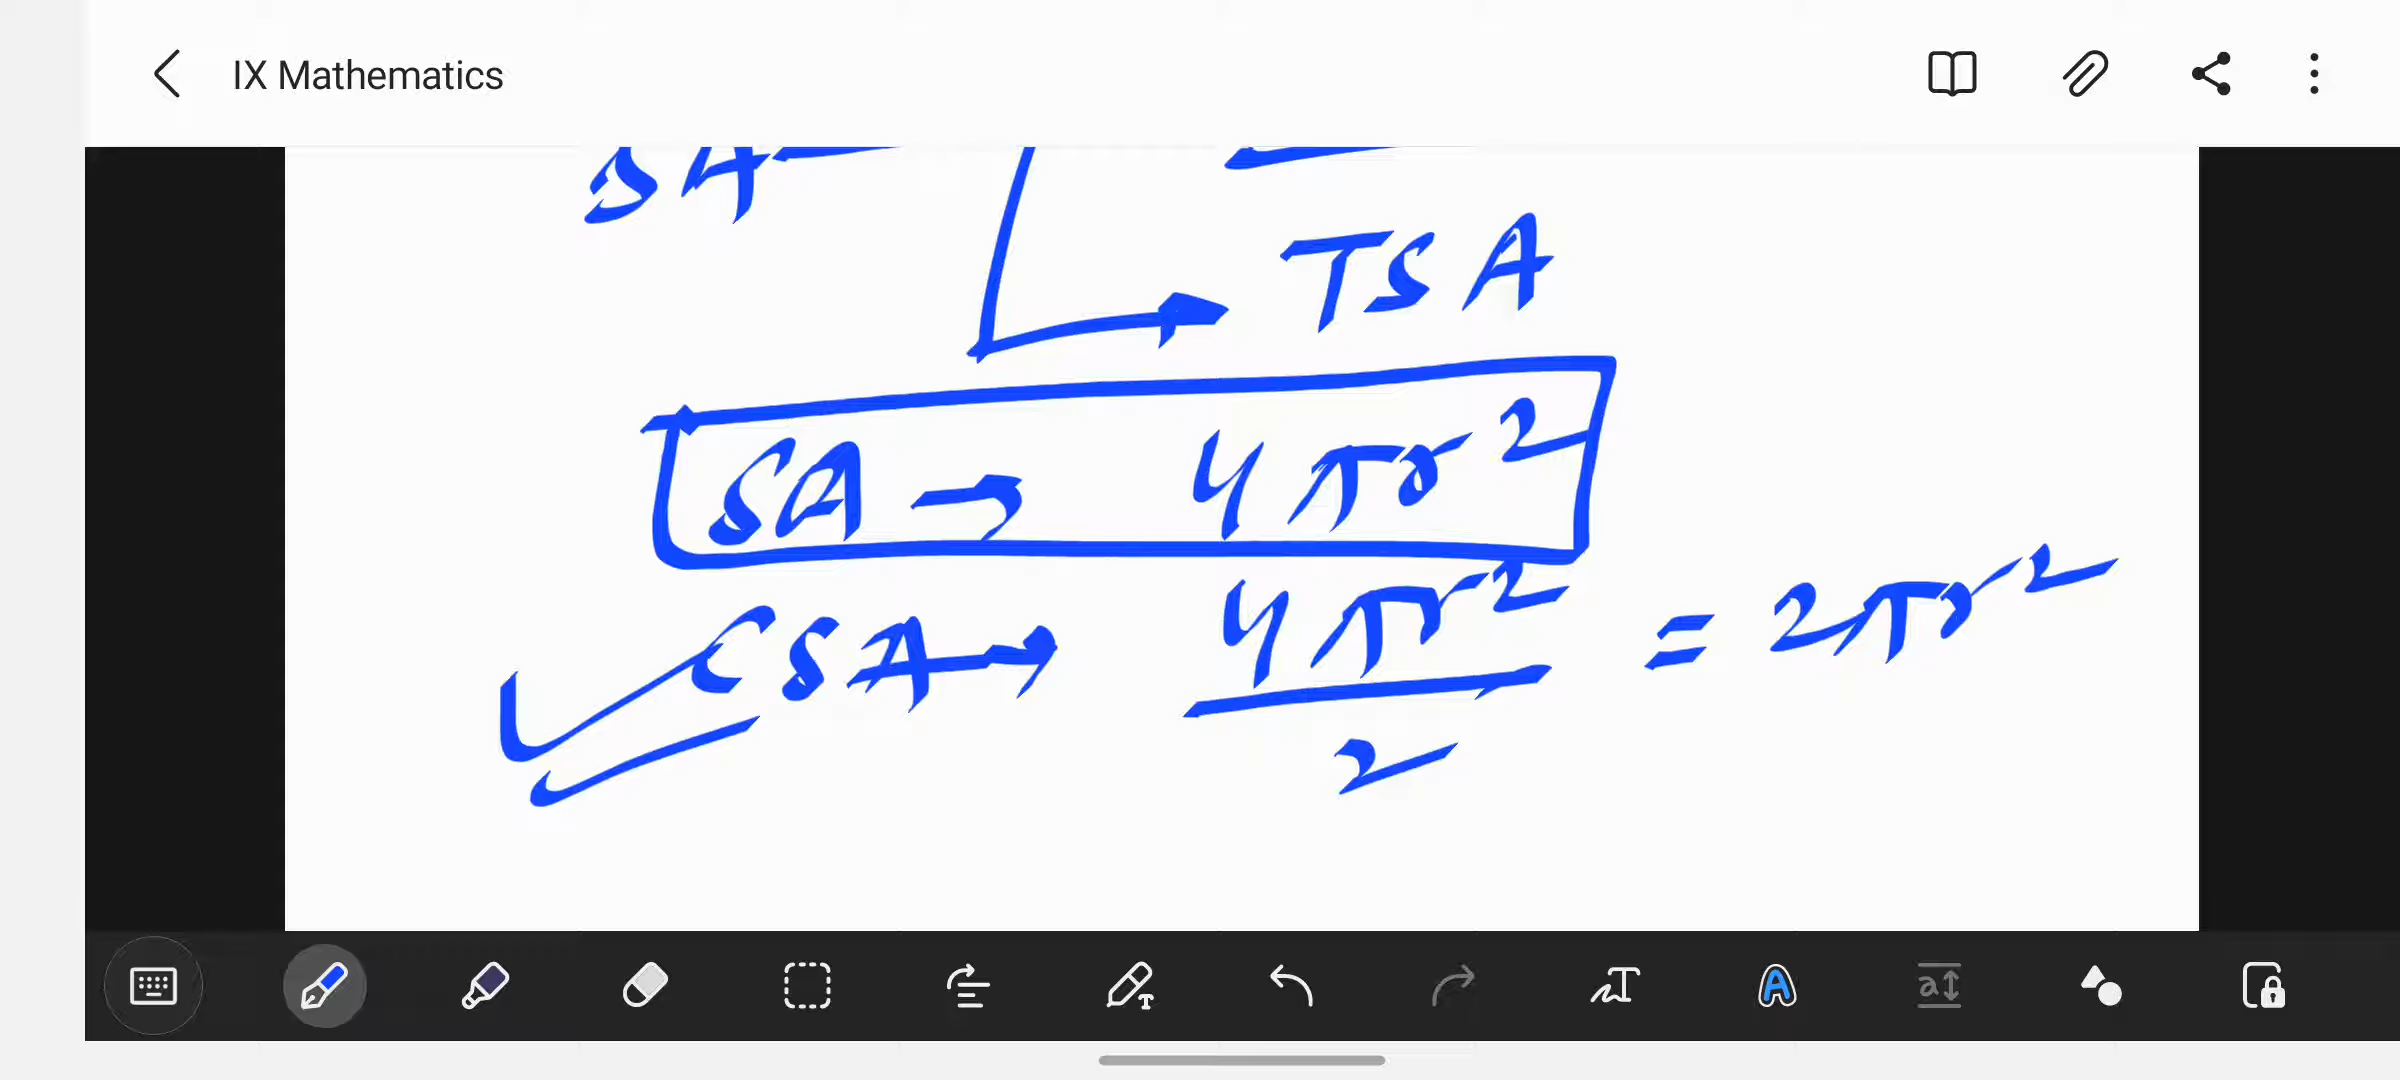 IX Mathematics
SA
TSA
SA → 4πr²
CSA → 4πr²/2 = 2πr²